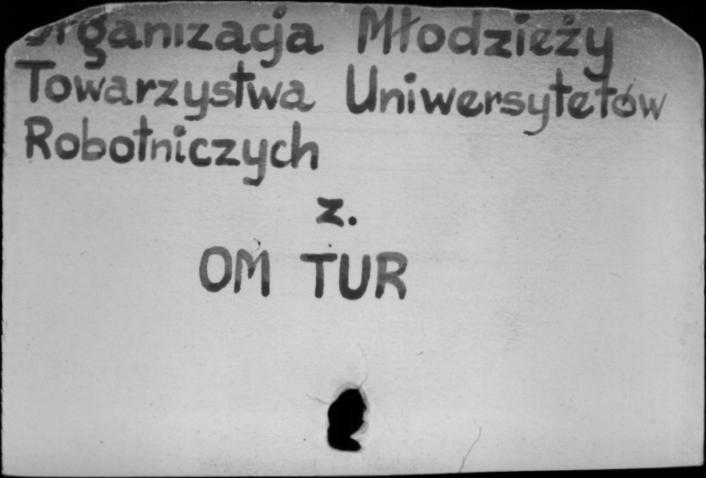 Organizacja Młodzieży
Towarzystwa Uniwersytetów
Robotniczych
z.
OM TUR